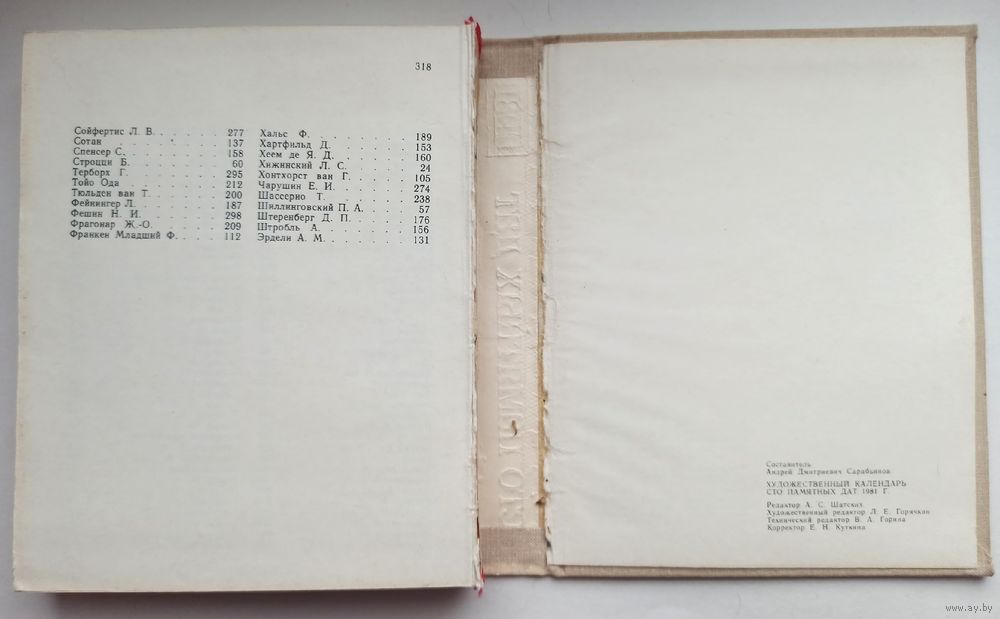 318
Сойфертис Л. В. . . . . . 277
Сотан . . . . . . 137
Спенсер С. . . . . . 158
Строцци Б. . . . . . 60
Терборх Г. . . . . . 295
Тойо Ода . . . . . . 212
Тюльден ван Т. . . . . . 200
Фейнингер Л. . . . . . 187
Фешин Н. И. . . . . . 298
Фрагонар Ж.-О. . . . . . 209
Франкен Младший Ф. . . . . 112
Хальс Ф. . . . . . . 189
Хартфильд Д. . . . . . 153
Хеем де Я. Д. . . . . . 160
Хижинский Л. С. . . . . . 24
Хонтхорст ван Г. . . . . . 105
Чарушин Е. И. . . . . . 274
Шассерио Т. . . . . . 238
Шиллинговский П. А. . . . . 57
Штеренберг Д. П. . . . . . 176
Штробль А. . . . . . 156
Эрдели А. М. . . . . . 131
СТО ПАМЯТНЫХ ДАТ
Составитель
Андрей Дмитриевич Сарабьянов
ХУДОЖЕСТВЕННЫЙ КАЛЕНДАРЬ
СТО ПАМЯТНЫХ ДАТ 1981 Г.
Редактор А. С. Шатских
Художественный редактор Л. Е. Горячкин
Технический редактор В. А. Горина
Корректор Е. Н. Куткина
www.ay.by